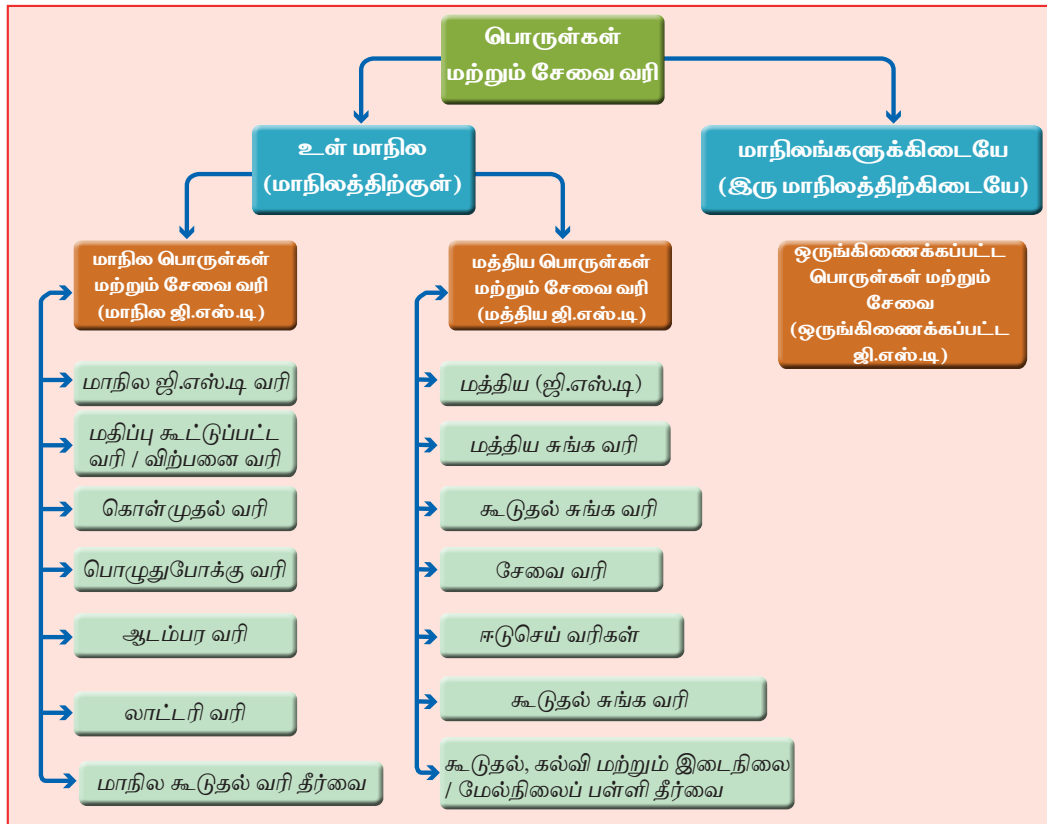 பொருள்கள்
மற்றும் சேவை வரி
உள் மாநில
(மாநிலத்திற்குள்)
மாநிலங்களுக்கிடையே
(இரு மாநிலத்திற்கிடையே)
மாநில பொருள்கள்
மற்றும் சேவை வரி
(மாநில ஜி.எஸ்.டி)
மத்திய பொருள்கள்
மற்றும் சேவை வரி
(மத்திய ஜி.எஸ்.டி)
ஒருங்கிணைக்கப்பட்ட
பொருள்கள் மற்றும்
சேவை
(ஒருங்கிணைக்கப்பட்ட
ஜி.எஸ்.டி)
மாநில ஜி.எஸ்.டி வரி
மதிப்பு கூட்டுப்பட்ட
வரி / விற்பனை வரி
கொள்முதல் வரி
பொழுதுபோக்கு வரி
ஆடம்பர வரி
லாட்டரி வரி
மாநில கூடுதல் வரி தீர்வை
மத்திய (ஜி.எஸ்.டி)
மத்திய சுங்க வரி
கூடுதல் சுங்க வரி
சேவை வரி
ஈடுசெய் வரிகள்
கூடுதல் சுங்க வரி
கூடுதல், கல்வி மற்றும் இடைநிலை
/ மேல்நிலைப் பள்ளி தீர்வை